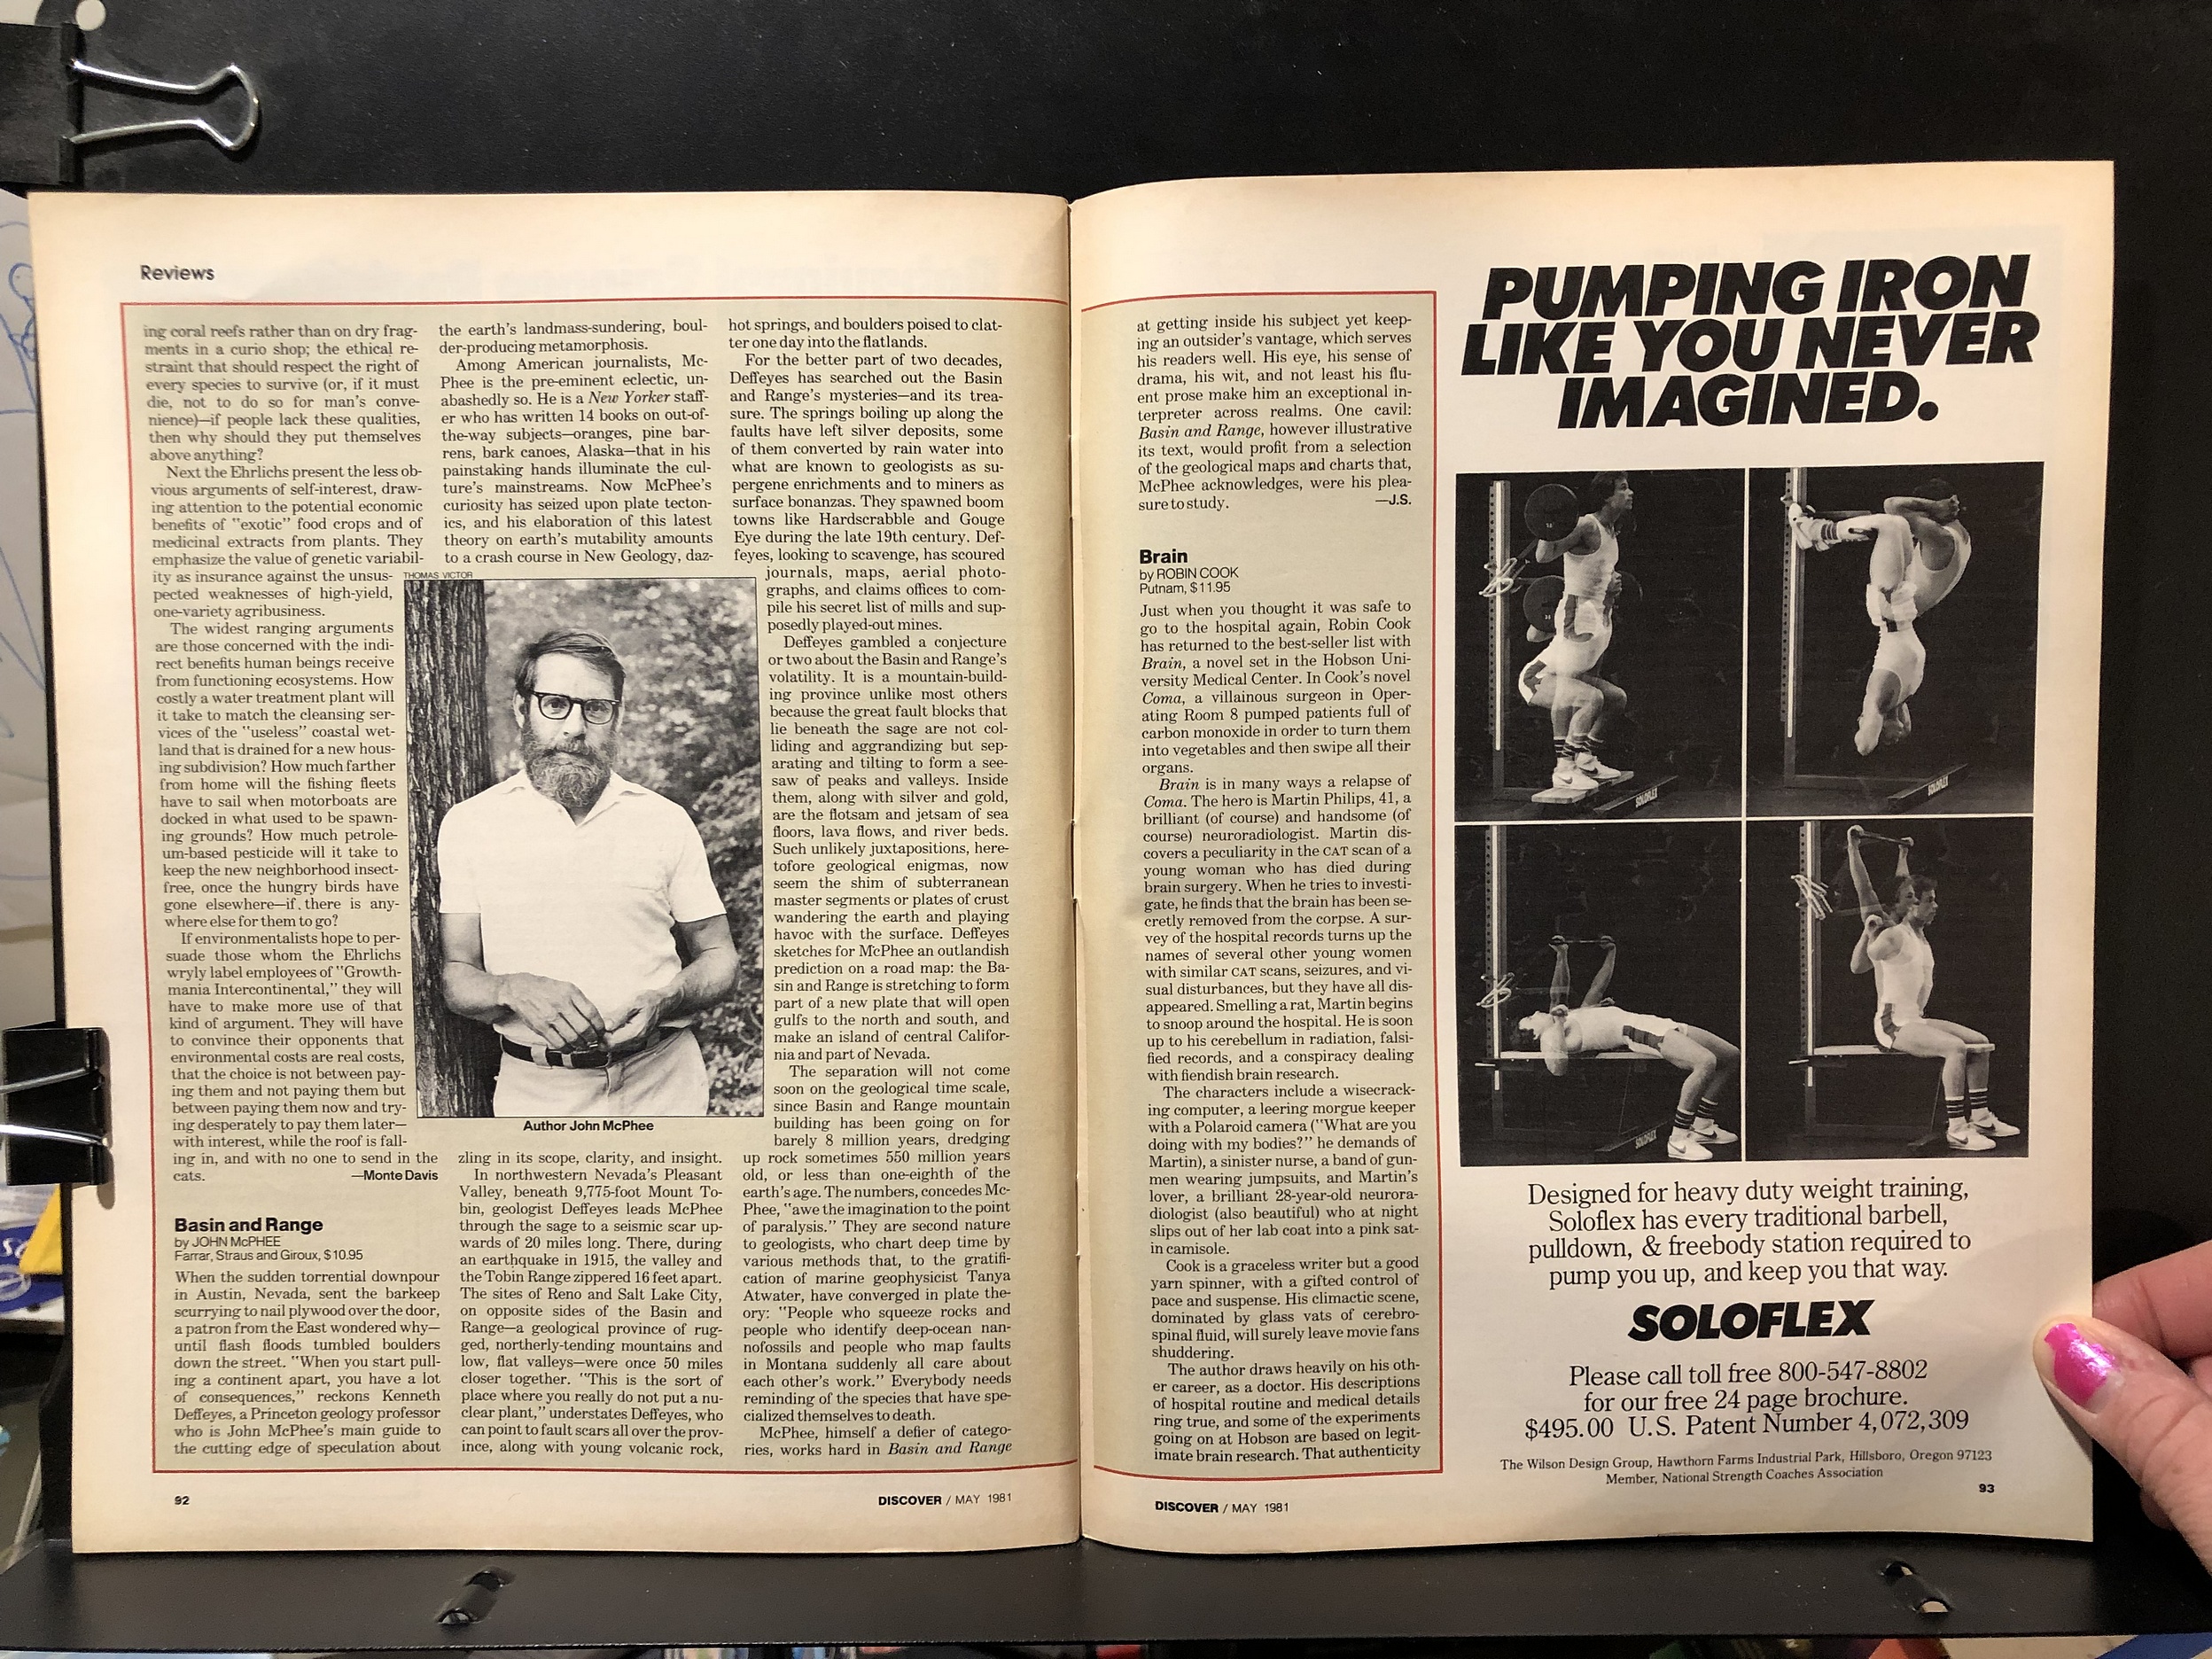 Reviews
ing coral reefs rather than on dry frag-
ments in a curio shop; the ethical re-
straint that should respect the right of
every species to survive (or, if it must
die, not to do so for man's conve-
nience)—if people lack these qualities,
then why should they put themselves
above anything?
Next the Ehrlichs present the less ob-
vious arguments of self-interest, draw-
ing attention to the potential economic
benefits of "exotic" food crops and of
medicinal extracts from plants. They
emphasize the value of genetic variabil-
ity as insurance against the unsus-
pected weaknesses of high-yield,
one-variety agribusiness.
The widest ranging arguments
are those concerned with the indi-
rect benefits human beings receive
from functioning ecosystems. How
costly a water treatment plant will
it take to match the cleansing ser-
vices of the "useless" coastal wet-
land that is drained for a new hous-
ing subdivision? How much farther
from home will the fishing fleets
have to sail when motorboats are
docked in what used to be spawn-
ing grounds? How much petrole-
um-based pesticide will it take to
keep the new neighborhood insect-
free, once the hungry birds have
gone elsewhere—if there is any-
where else for them to go?
If environmentalists hope to per-
suade those whom the Ehrlichs
wryly label employees of "Growth-
mania Intercontinental," they will
have to make more use of that
kind of argument. They will have
to convince their opponents that
environmental costs are real costs,
that the choice is not between pay-
ing them and not paying them but
between paying them now and try-
ing desperately to pay them later—
with interest, while the roof is fall-
ing in, and with no one to send in the
cats. —Monte Davis
Basin and Range
by JOHN McPHEE
Farrar, Straus and Giroux, $10.95
When the sudden torrential downpour
in Austin, Nevada, sent the barkeep
scurrying to nail plywood over the door,
a patron from the East wondered why—
until flash floods tumbled boulders
down the street. "When you start pull-
ing a continent apart, you have a lot
of consequences," reckons Kenneth
Deffeyes, a Princeton geology professor
who is John McPhee's main guide to
the cutting edge of speculation about
the earth's landmass-sundering, boul-
der-producing metamorphosis.
Among American journalists, Mc-
Phee is the pre-eminent eclectic, un-
abashedly so. He is a New Yorker staff-
er who has written 14 books on out-of-
the-way subjects—oranges, pine bar-
rens, bark canoes, Alaska—that in his
painstaking hands illuminate the cul-
ture's mainstreams. Now McPhee's
curiosity has seized upon plate tecton-
ics, and his elaboration of this latest
theory on earth's mutability amounts
to a crash course in New Geology, daz-
THOMAS VICTOR
Author John McPhee
zling in its scope, clarity, and insight.
In northwestern Nevada's Pleasant
Valley, beneath 9,775-foot Mount To-
bin, geologist Deffeyes leads McPhee
through the sage to a seismic scar up-
wards of 20 miles long. There, during
an earthquake in 1915, the valley and
the Tobin Range zippered 16 feet apart.
The sites of Reno and Salt Lake City,
on opposite sides of the Basin and
Range—a geological province of rug-
ged, northerly-tending mountains and
low, flat valleys—were once 50 miles
closer together. "This is the sort of
place where you really do not put a nu-
clear plant," understates Deffeyes, who
can point to fault scars all over the prov-
ince, along with young volcanic rock,
hot springs, and boulders poised to clat-
ter one day into the flatlands.
For the better part of two decades,
Deffeyes has searched out the Basin
and Range's mysteries—and its trea-
sure. The springs boiling up along the
faults have left silver deposits, some
of them converted by rain water into
what are known to geologists as su-
pergene enrichments and to miners as
surface bonanzas. They spawned boom
towns like Hardscrabble and Gouge
Eye during the late 19th century. Def-
feyes, looking to scavenge, has scoured
journals, maps, aerial photo-
graphs, and claims offices to com-
pile his secret list of mills and sup-
posedly played-out mines.
Deffeyes gambled a conjecture
or two about the Basin and Range's
volatility. It is a mountain-build-
ing province unlike most others
because the great fault blocks that
lie beneath the sage are not col-
liding and aggrandizing but sep-
arating and tilting to form a see-
saw of peaks and valleys. Inside
them, along with silver and gold,
are the flotsam and jetsam of sea
floors, lava flows, and river beds.
Such unlikely juxtapositions, here-
tofore geological enigmas, now
seem the shim of subterranean
master segments or plates of crust
wandering the earth and playing
havoc with the surface. Deffeyes
sketches for McPhee an outlandish
prediction on a road map: the Ba-
sin and Range is stretching to form
part of a new plate that will open
gulfs to the north and south, and
make an island of central Califor-
nia and part of Nevada.
The separation will not come
soon on the geological time scale,
since Basin and Range mountain
building has been going on for
barely 8 million years, dredging
up rock sometimes 550 million years
old, or less than one-eighth of the
earth's age. The numbers, concedes Mc-
Phee, "awe the imagination to the point
of paralysis." They are second nature
to geologists, who chart deep time by
various methods that, to the gratifi-
cation of marine geophysicist Tanya
Atwater, have converged in plate the-
ory: "People who squeeze rocks and
people who identify deep-ocean nan-
nofossils and people who map faults
in Montana suddenly all care about
each other's work." Everybody needs
reminding of the species that have spe-
cialized themselves to death.
McPhee, himself a defier of catego-
ries, works hard in Basin and Range
92
DISCOVER / MAY 1981
at getting inside his subject yet keep-
ing an outsider's vantage, which serves
his readers well. His eye, his sense of
drama, his wit, and not least his flu-
ent prose make him an exceptional in-
terpreter across realms. One cavil:
Basin and Range, however illustrative
its text, would profit from a selection
of the geological maps and charts that,
McPhee acknowledges, were his plea-
sure to study. —J.S.
Brain
by ROBIN COOK
Putnam, $11.95
Just when you thought it was safe to
go to the hospital again, Robin Cook
has returned to the best-seller list with
Brain, a novel set in the Hobson Uni-
versity Medical Center. In Cook's novel
Coma, a villainous surgeon in Oper-
ating Room 8 pumped patients full of
carbon monoxide in order to turn them
into vegetables and then swipe all their
organs.
Brain is in many ways a relapse of
Coma. The hero is Martin Philips, 41, a
brilliant (of course) and handsome (of
course) neuroradiologist. Martin dis-
covers a peculiarity in the CAT scan of a
young woman who has died during
brain surgery. When he tries to investi-
gate, he finds that the brain has been se-
cretly removed from the corpse. A sur-
vey of the hospital records turns up the
names of several other young women
with similar CAT scans, seizures, and vi-
sual disturbances, but they have all dis-
appeared. Smelling a rat, Martin begins
to snoop around the hospital. He is soon
up to his cerebellum in radiation, falsi-
fied records, and a conspiracy dealing
with fiendish brain research.
The characters include a wisecrack-
ing computer, a leering morgue keeper
with a Polaroid camera ("What are you
doing with my bodies?" he demands of
Martin), a sinister nurse, a band of gun-
men wearing jumpsuits, and Martin's
lover, a brilliant 28-year-old neurora-
diologist (also beautiful) who at night
slips out of her lab coat into a pink sat-
in camisole.
Cook is a graceless writer but a good
yarn spinner, with a gifted control of
pace and suspense. His climactic scene,
dominated by glass vats of cerebro-
spinal fluid, will surely leave movie fans
shuddering.
The author draws heavily on his oth-
er career, as a doctor. His descriptions
of hospital routine and medical details
ring true, and some of the experiments
going on at Hobson are based on legit-
imate brain research. That authenticity
DISCOVER / MAY 1981
PUMPING IRON
LIKE YOU NEVER
IMAGINED.
SOLOFLEX
SOLOFLEX
SOLOFLEX
Designed for heavy duty weight training,
Soloflex has every traditional barbell,
pulldown, & freebody station required to
pump you up, and keep you that way.
SOLOFLEX
Please call toll free 800-547-8802
for our free 24 page brochure.
$495.00 U.S. Patent Number 4,072,309
The Wilson Design Group, Hawthorn Farms Industrial Park, Hillsboro, Oregon 97123
Member, National Strength Coaches Association
93